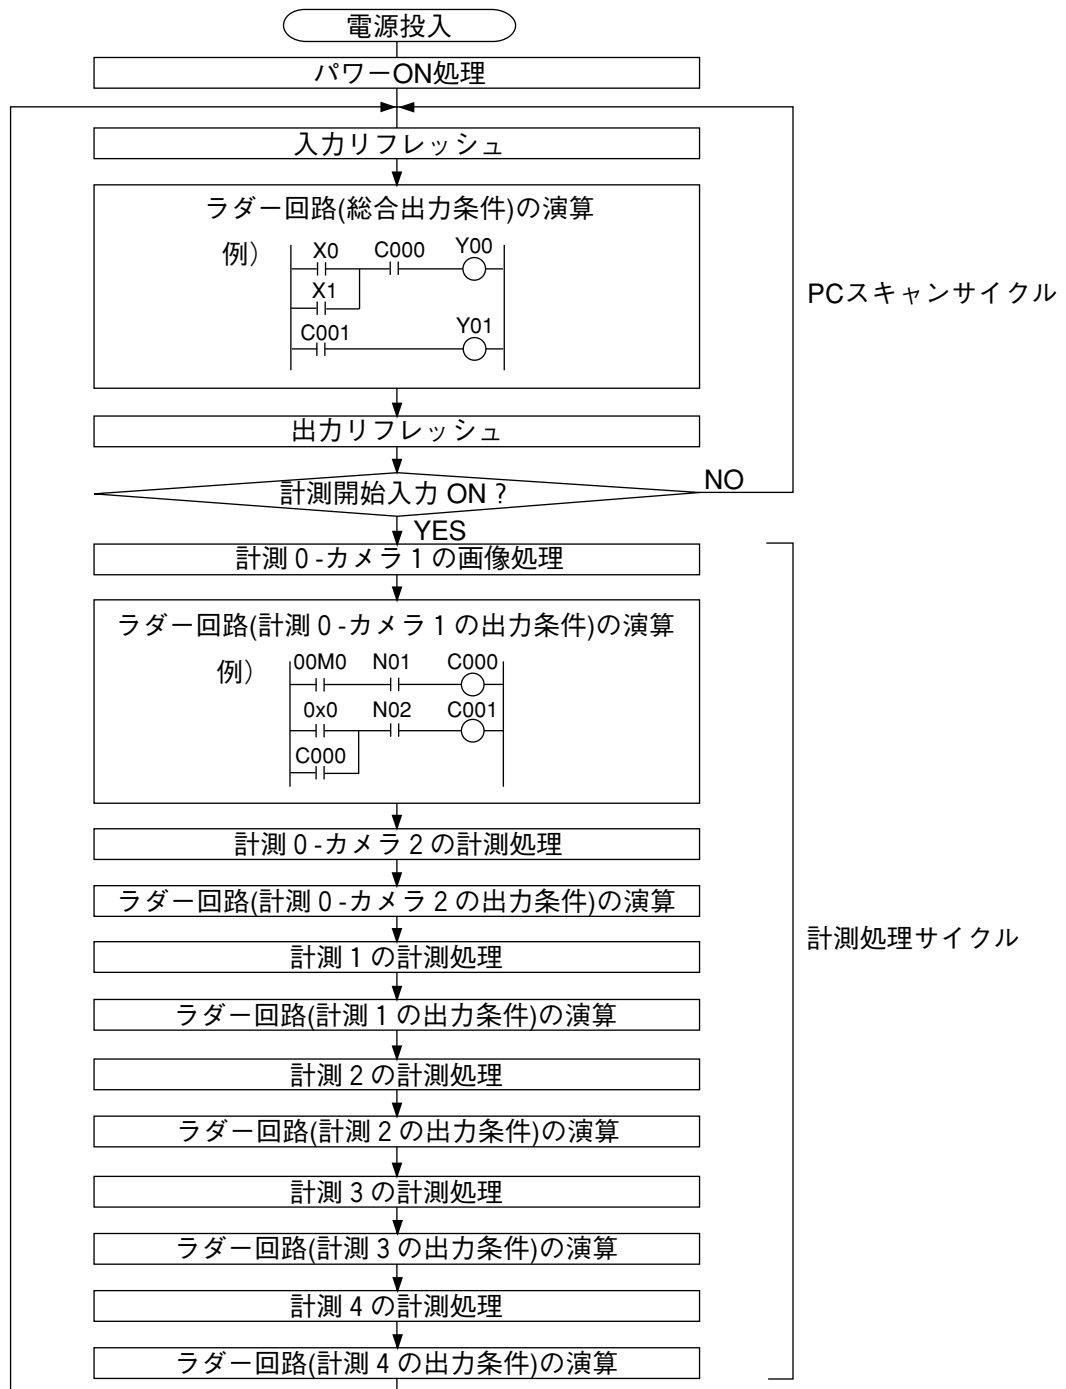 電源投入
パワーON処理
入力リフレッシュ
ラダー回路(総合出力条件)の演算
例）
X0 C000 Y00
X1
C001 Y01
PCスキャンサイクル
出力リフレッシュ
計測開始入力 ON ?
NO
YES
計測 0 -カメラ 1 の画像処理
ラダー回路(計測 0 -カメラ 1 の出力条件)の演算
例）
00M0 N01 C000
0x0 N02 C001
C000
計測 0 -カメラ 2 の計測処理
ラダー回路(計測 0 -カメラ 2 の出力条件)の演算
計測処理サイクル
計測 1 の計測処理
ラダー回路(計測 1 の出力条件)の演算
計測 2 の計測処理
ラダー回路(計測 2 の出力条件)の演算
計測 3 の計測処理
ラダー回路(計測 3 の出力条件)の演算
計測 4 の計測処理
ラダー回路(計測 4 の出力条件)の演算